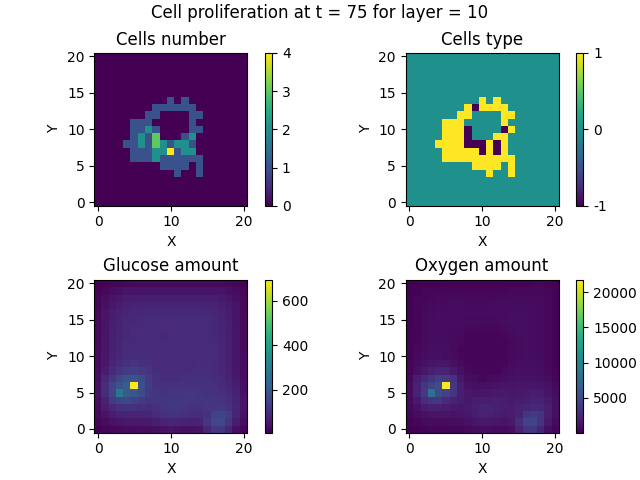 Cell proliferation at t = 75 for layer = 10
Cells number
Cells type
20
15
10
5
0
Y
0 10 20
X
4
3
2
1
0
20
15
10
5
0
Y
0 10 20
X
1
0
-1
Glucose amount
Oxygen amount
20
15
10
5
0
Y
0 10 20
X
600
400
200
20
15
10
5
0
Y
0 10 20
X
20000
15000
10000
5000